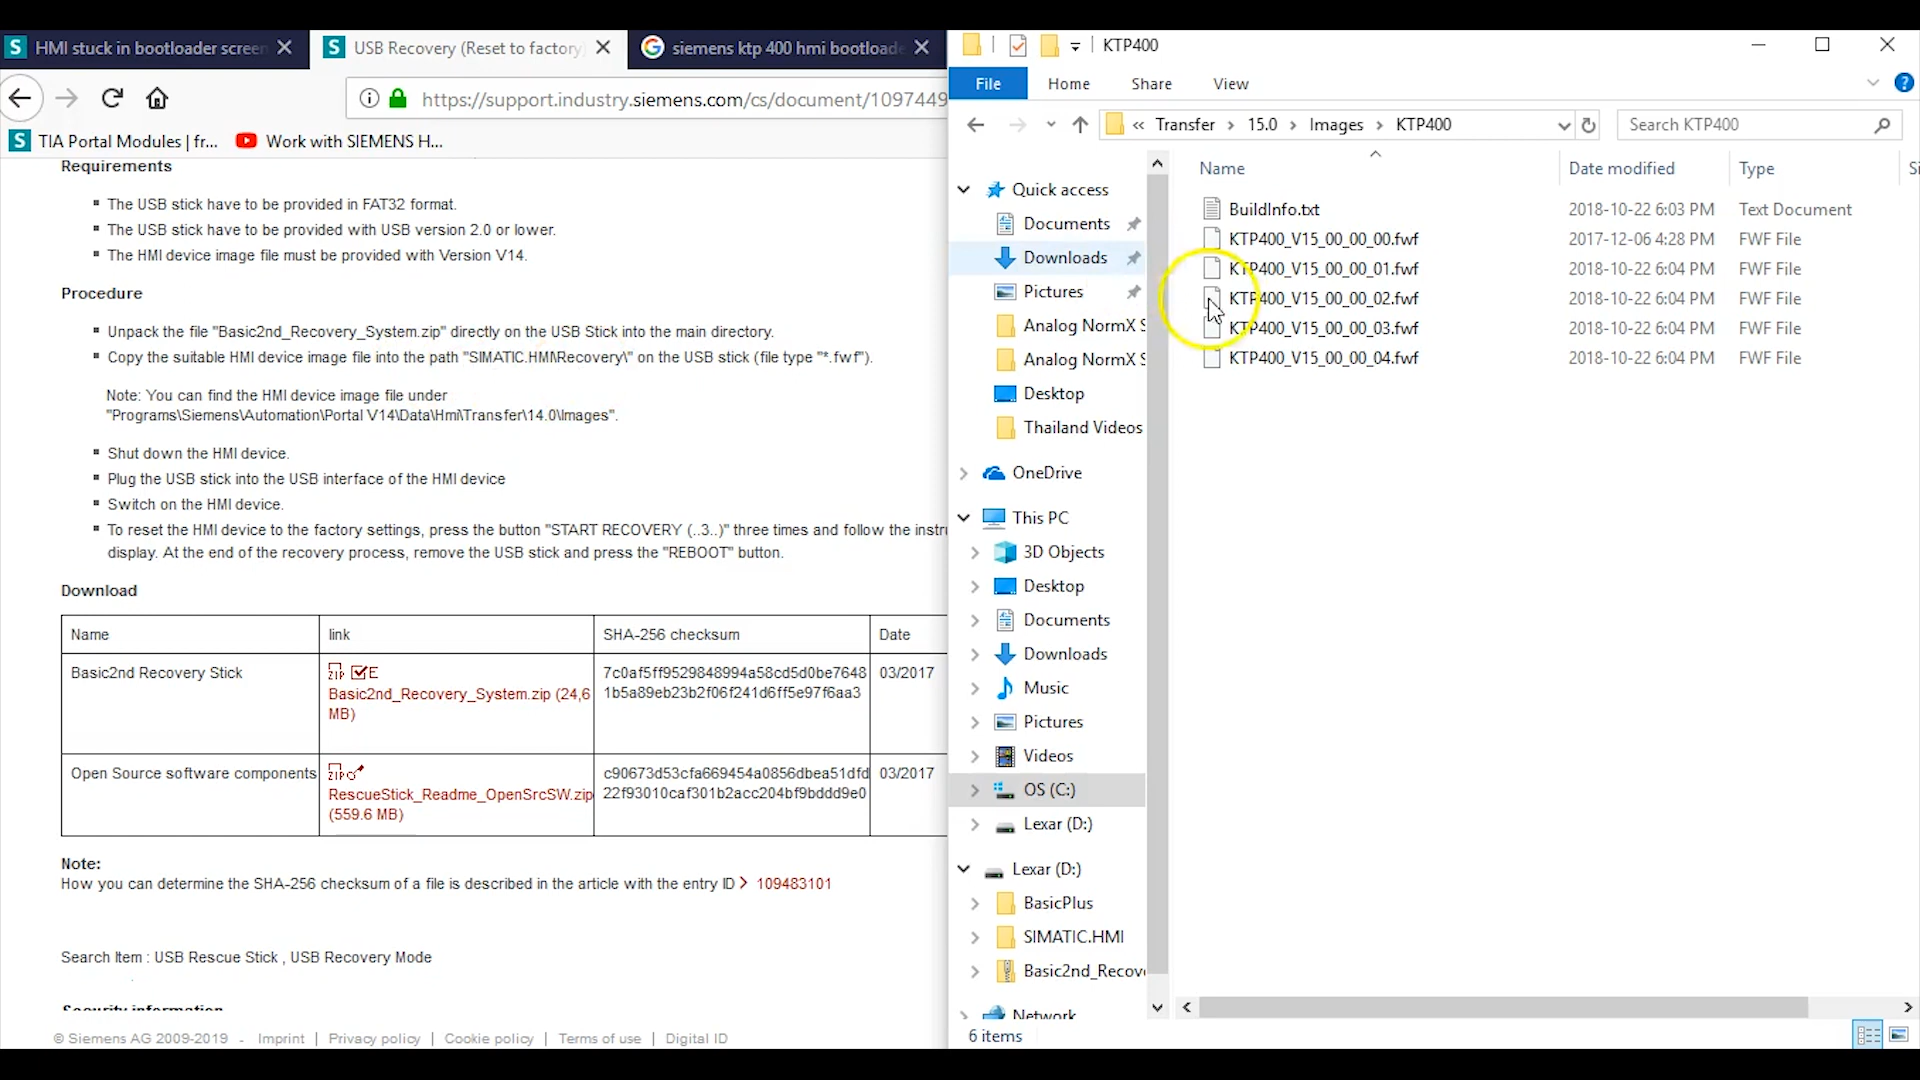 HMI stuck in bootloader screen
USB Recovery (Reset to factory
siemens ktp 400 hmi bootloade
https://support.industry.siemens.com/cs/document/1097449
TIA Portal Modules | fr...
Work with SIEMENS H...
Requirements
The USB stick have to be provided in FAT32 format.
The USB stick have to be provided with USB version 2.0 or lower.
The HMI device image file must be provided with Version V14.
Procedure
Unpack the file "Basic2nd_Recovery_System.zip" directly on the USB Stick into the main directory.
Copy the suitable HMI device image file into the path "SIMATIC.HMI\Recovery\" on the USB stick (file type "*.fwf").
Note: You can find the HMI device image file under
"Programs\Siemens\Automation\Portal V14\Data\Hmi\Transfer\14.0\Images".
Shut down the HMI device.
Plug the USB stick into the USB interface of the HMI device
Switch on the HMI device.
To reset the HMI device to the factory settings, press the button "START RECOVERY (..3..)" three times and follow the instru
display. At the end of the recovery process, remove the USB stick and press the "REBOOT" button.
Download
Name link SHA-256 checksum Date
Basic2nd Recovery Stick
ZIP E
Basic2nd_Recovery_System.zip (24,6
MB)
7c0af5ff9529848994a58cd5d0be7648
1b5a89eb23b2f06f241d6ff5e97f6aa3
03/2017
Open Source software components
ZIP
RescueStick_Readme_OpenSrcSW.zip
(559.6 MB)
c90673d53cfa669454a0856dbea51dfd
22f93010caf301b2acc204bf9bddd9e0
03/2017
Note:
How you can determine the SHA-256 checksum of a file is described in the article with the entry ID > 109483101
Search Item : USB Rescue Stick , USB Recovery Mode
Security information
© Siemens AG 2009-2019 - Imprint | Privacy policy | Cookie policy | Terms of use | Digital ID
KTP400
File Home Share View
« Transfer > 15.0 > Images > KTP400
Search KTP400
Quick access
Documents
Downloads
Pictures
Analog NormX S
Analog NormX S
Desktop
Thailand Videos
OneDrive
This PC
3D Objects
Desktop
Documents
Downloads
Music
Pictures
Videos
OS (C:)
Lexar (D:)
Lexar (D:)
BasicPlus
SIMATIC.HMI
Basic2nd_Recov
Network
Name Date modified Type Si
BuildInfo.txt 2018-10-22 6:03 PM Text Document
KTP400_V15_00_00_00.fwf 2017-12-06 4:28 PM FWF File
KTP400_V15_00_00_01.fwf 2018-10-22 6:04 PM FWF File
KTP400_V15_00_00_02.fwf 2018-10-22 6:04 PM FWF File
KTP400_V15_00_00_03.fwf 2018-10-22 6:04 PM FWF File
KTP400_V15_00_00_04.fwf 2018-10-22 6:04 PM FWF File
6 items